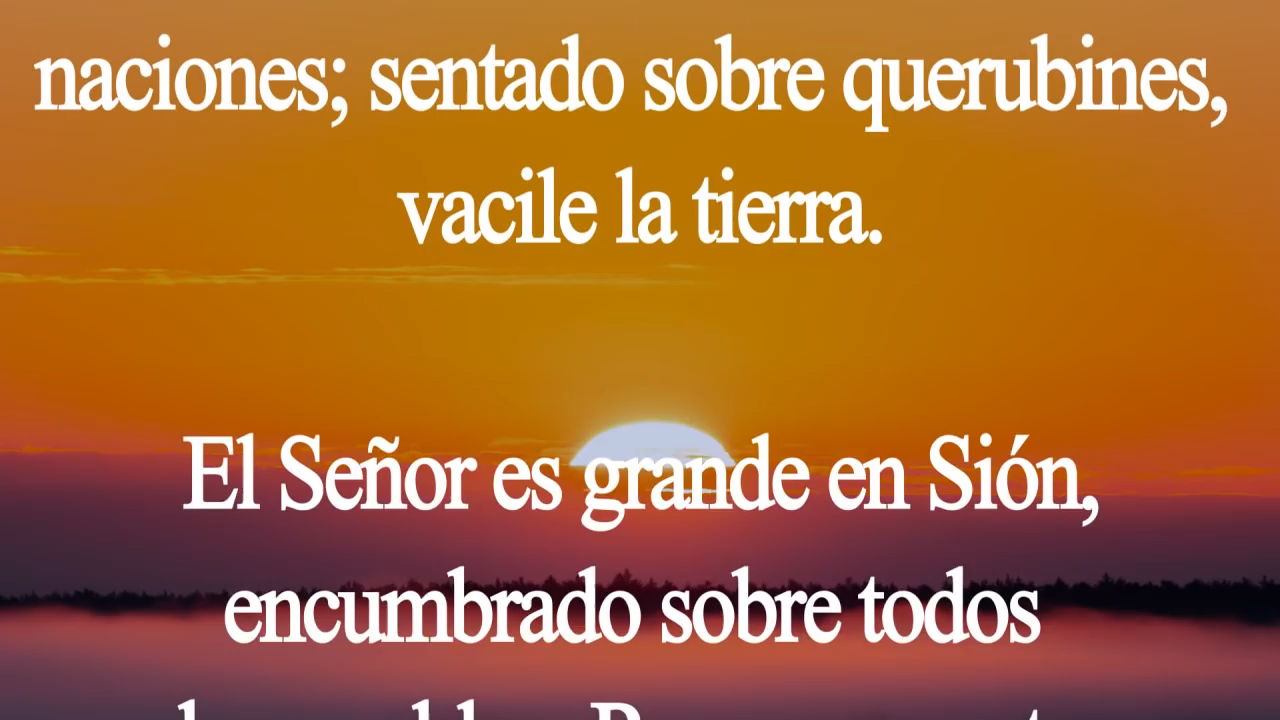 naciones; sentado sobre querubines,
vacile la tierra.
El Señor es grande en Sión,
encumbrado sobre todos